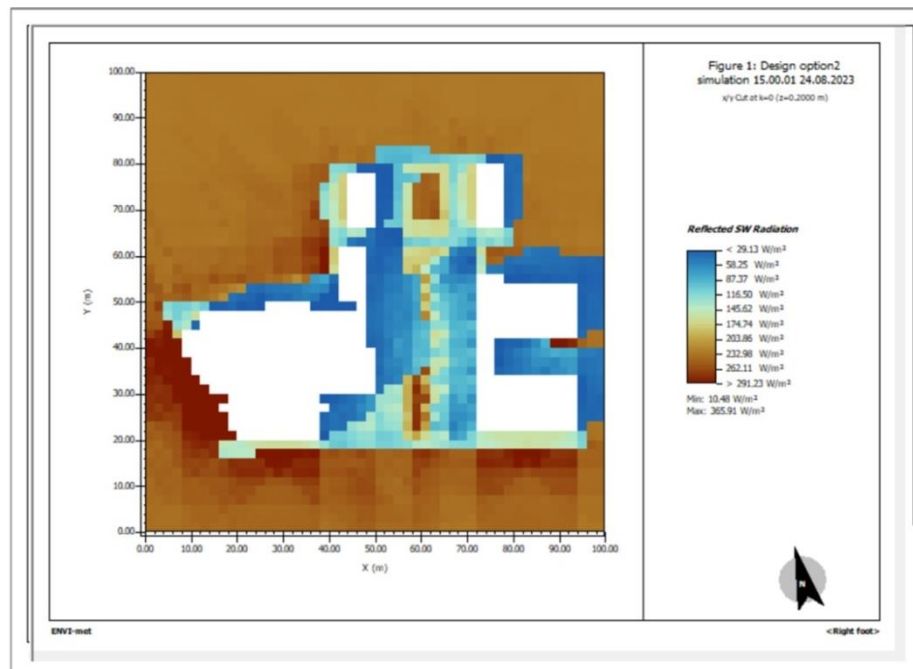 Figure 1: Design option2
simulation 15.00.01 24.08.2023
x/y Cut at k=0 (z=0.2000 m)
100.00
90.00
80.00
70.00
60.00
50.00
40.00
30.00
20.00
10.00
0.00
Y (m)
0.00 10.00 20.00 30.00 40.00 50.00 60.00 70.00 80.00 90.00 100.00
X (m)
Reflected SW Radiation
< 29.13 W/m²
58.25 W/m²
87.37 W/m²
116.50 W/m²
145.62 W/m²
174.74 W/m²
203.86 W/m²
232.98 W/m²
262.11 W/m²
> 291.23 W/m²
Min: 10.48 W/m²
Max: 365.91 W/m²
N
ENVI-met
<Right foot>